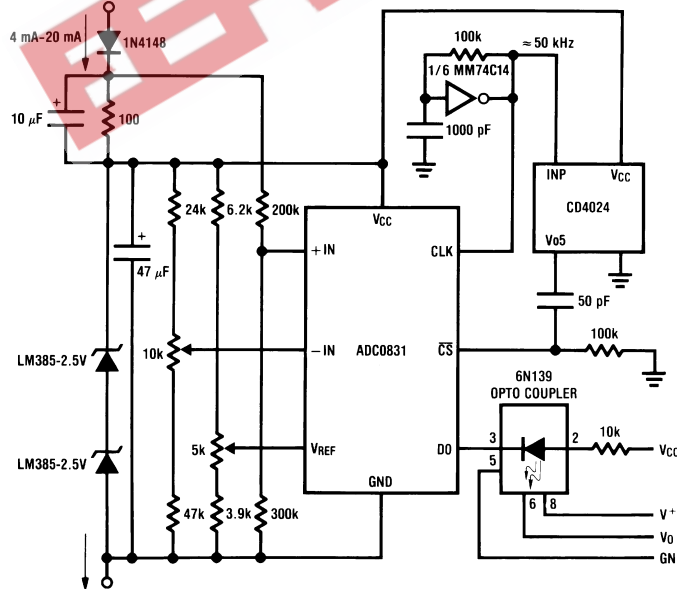 4 mA-20 mA
1N4148
10 μF
+
100
100k
≈ 50 kHz
1/6 MM74C14
1000 pF
INP
VCC
CD4024
VO5
50 pF
24k
6.2k
200k
+
47 μF
VCC
+IN
CLK
10k
−IN
ADC0831
CS
100k
LM385-2.5V
5k
VREF
DO
LM385-2.5V
47k
3.9k
300k
GND
6N139
OPTO COUPLER
3
2
5
10k
VCC
6
8
V+
VO